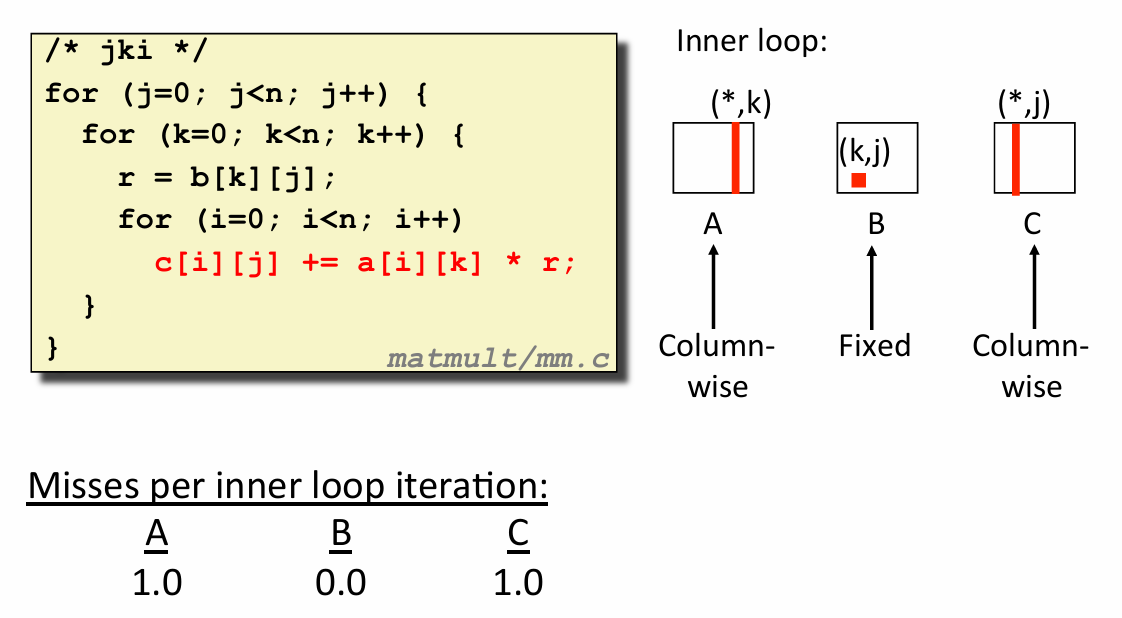 /* jki */
for (j=0; j<n; j++) {
  for (k=0; k<n; k++) {
    r = b[k][j];
    for (i=0; i<n; i++)
      c[i][j] += a[i][k] * r;
  }
}
matmult/mm.c
Inner loop:
(*,k)
(k,j)
(*,j)
A B C
Column-
wise
Fixed
Column-
wise
Misses per inner loop iteration:
A B C
1.0 0.0 1.0